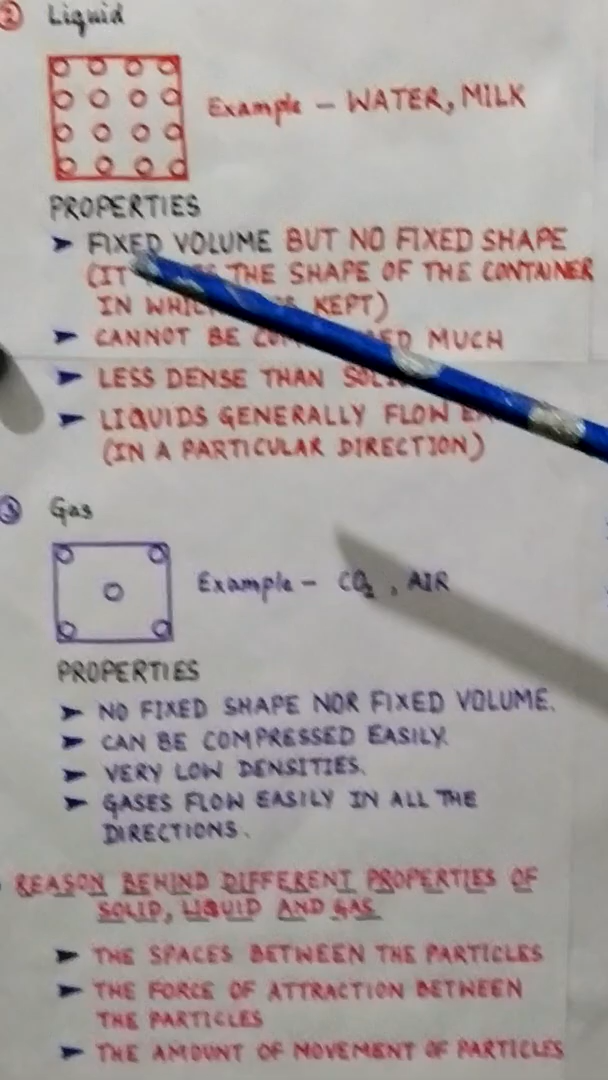 ② Liquid
Example - WATER, MILK
PROPERTIES
➤ FIXED VOLUME BUT NO FIXED SHAPE
(IT THE SHAPE OF THE CONTAINER
IN KEPT)
➤ CANNOT BE MUCH
➤ LESS DENSE THAN
➤ LIQUIDS GENERALLY FLOW
(IN A PARTICULAR DIRECTION)
③ Gas
Example - CO₂, AIR
PROPERTIES
➤ NO FIXED SHAPE NOR FIXED VOLUME.
➤ CAN BE COMPRESSED EASILY.
➤ VERY LOW DENSITIES.
➤ GASES FLOW EASILY IN ALL THE
DIRECTIONS.
REASON BEHIND DIFFERENT PROPERTIES OF
SOLID, LIQUID AND GAS
➤ THE SPACES BETWEEN THE PARTICLES
➤ THE FORCE OF ATTRACTION BETWEEN
THE PARTICLES
➤ THE AMOUNT OF MOVEMENT OF PARTICLES